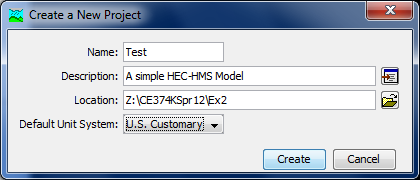 Create a New Project
Name: Test
Description: A simple HEC-HMS Model
Location: Z:\CE374KSpr12\Ex2
Default Unit System: U.S. Customary
Create Cancel